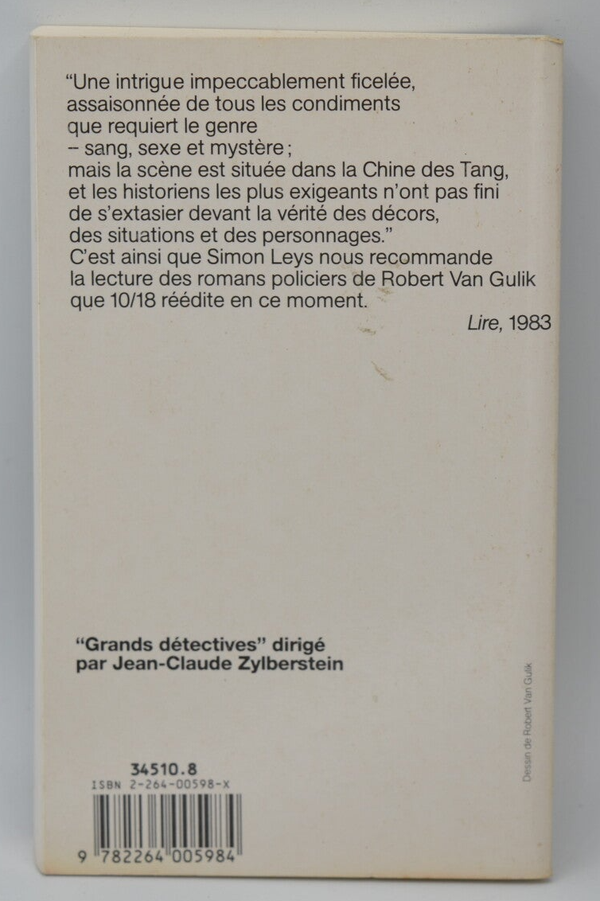 “Une intrigue impeccablement ficelée,
assaisonnée de tous les condiments
que requiert le genre
– sang, sexe et mystère ;
mais la scène est située dans la Chine des Tang,
et les historiens les plus exigeants n’ont pas fini
de s’extasier devant la vérité des décors,
des situations et des personnages.”
C’est ainsi que Simon Leys nous recommande
la lecture des romans policiers de Robert Van Gulik
que 10/18 réédite en ce moment.
Lire, 1983
“Grands détectives” dirigé
par Jean-Claude Zylberstein
Dessin de Robert Van Gulik
34510.8
ISBN 2-264-00598-X
9 782264 005984